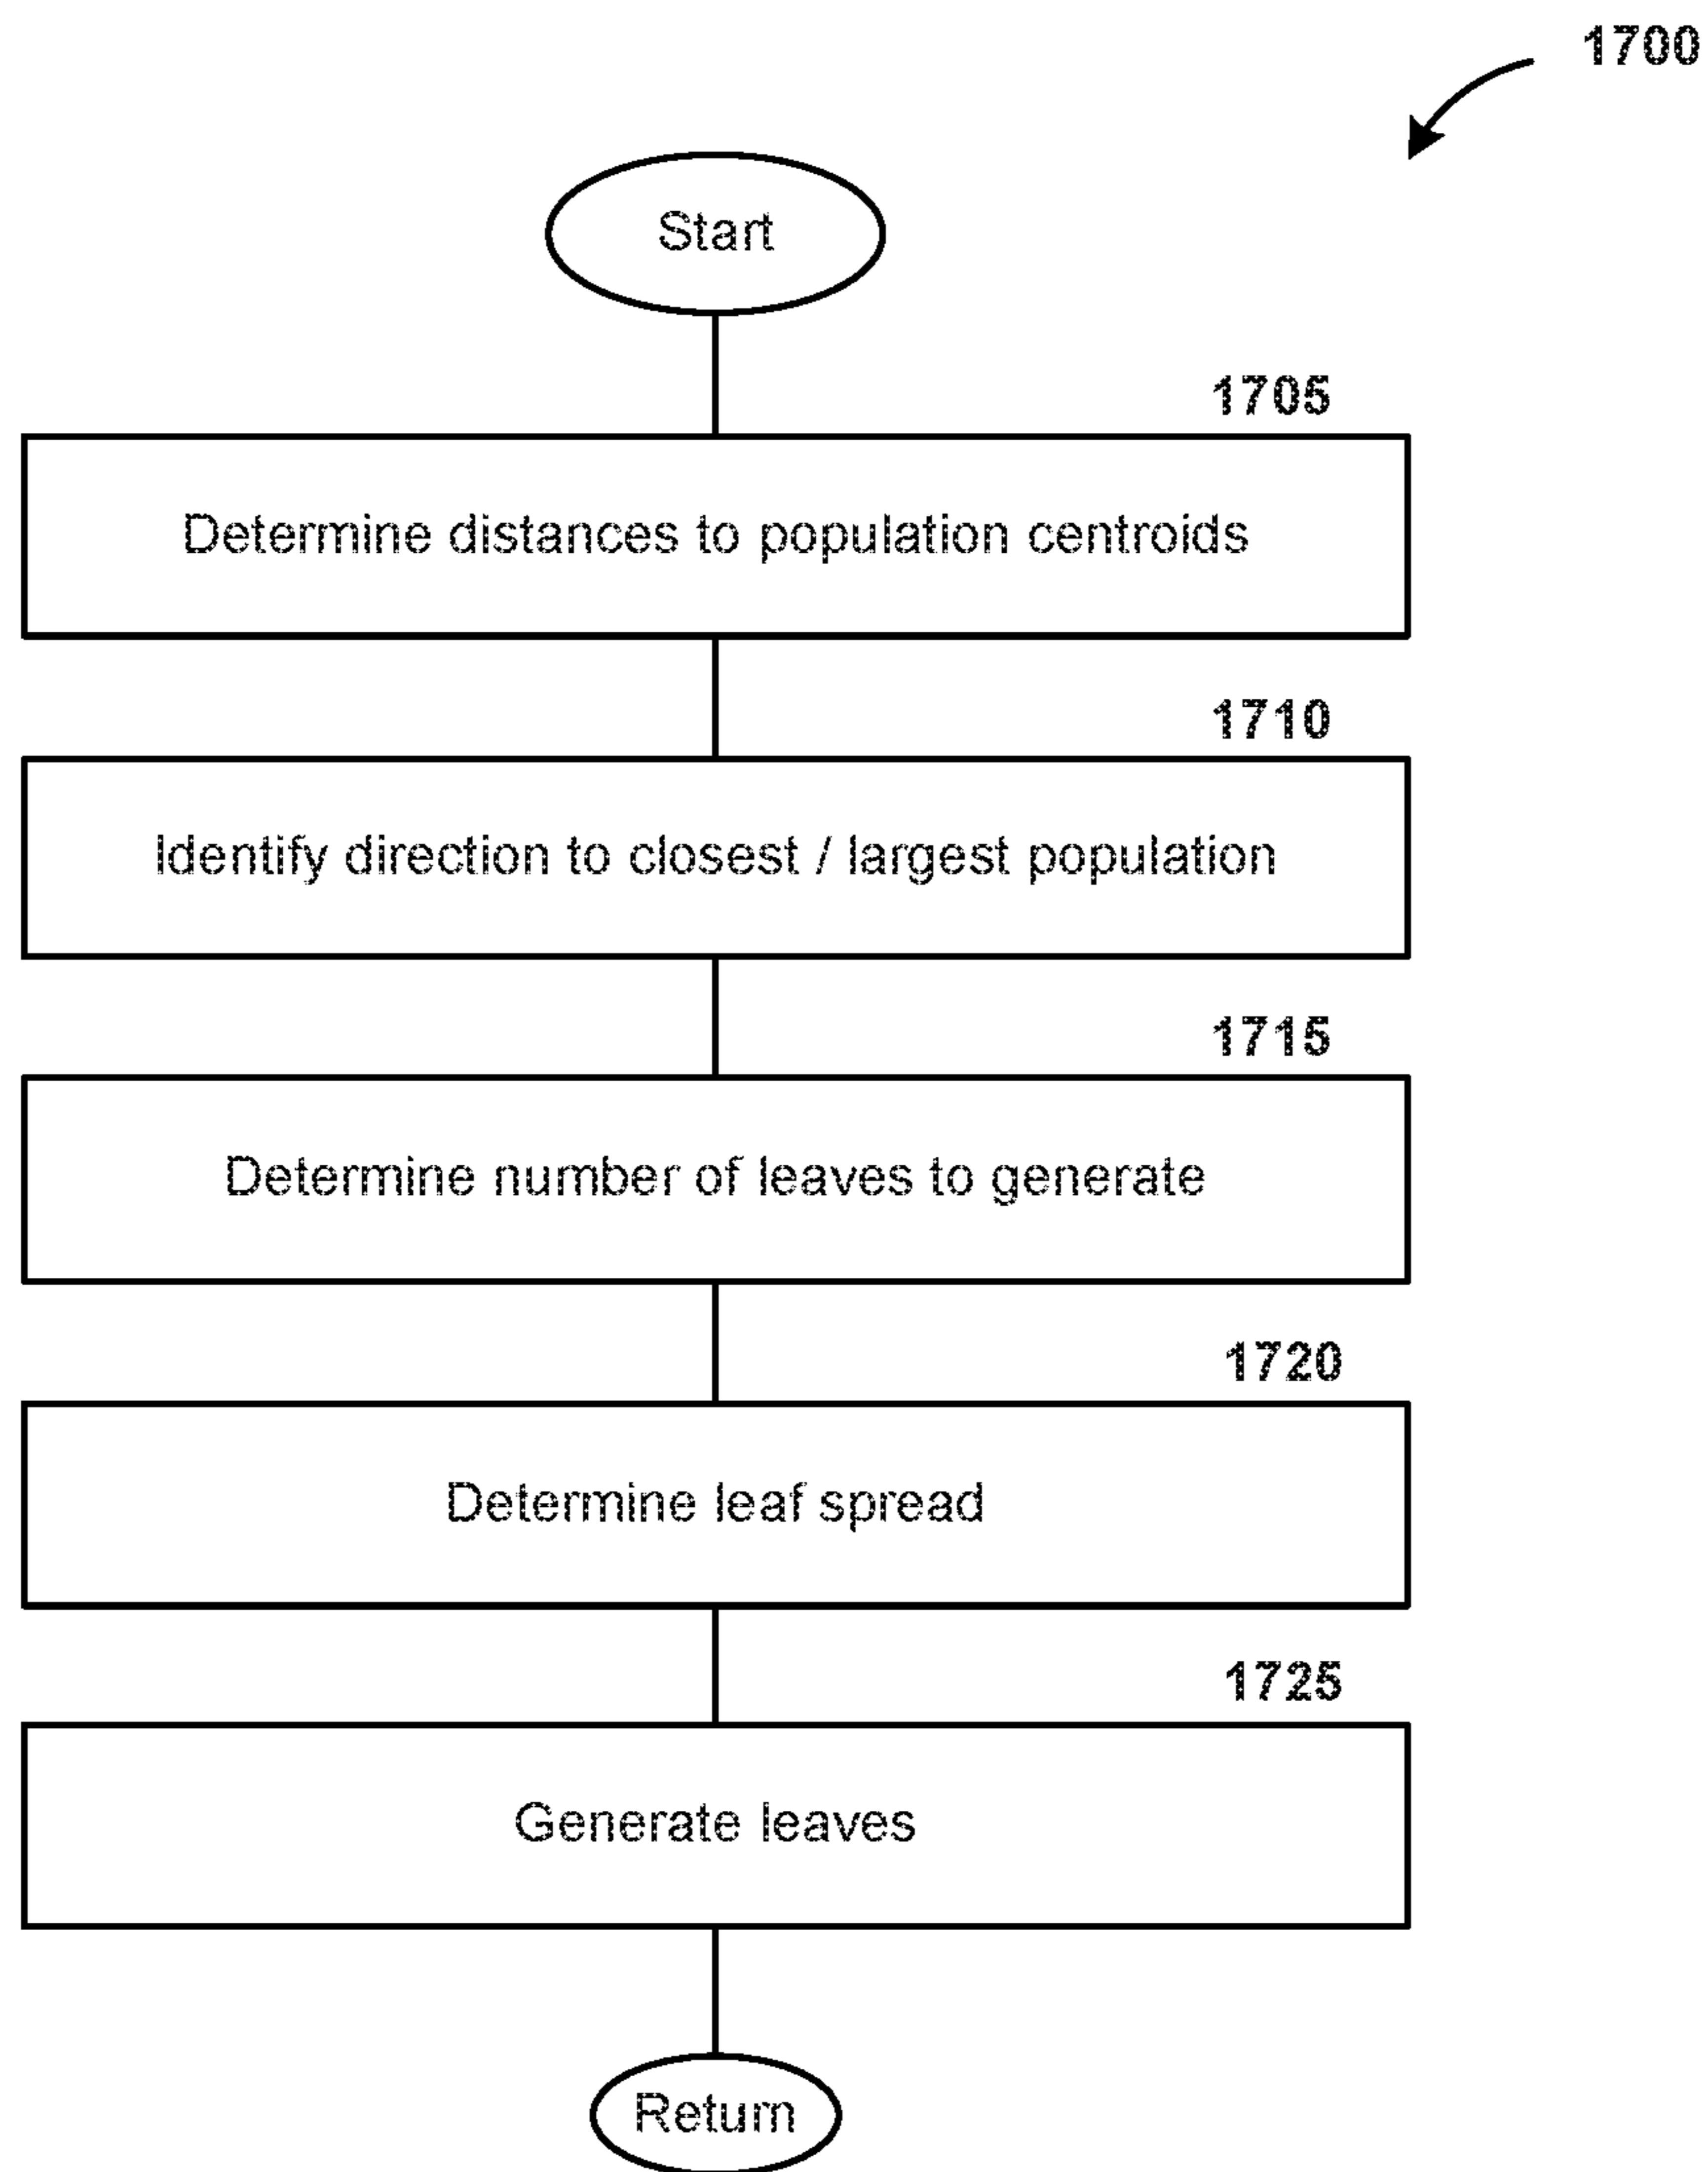 1700
Start
1705
Determine distances to population centroids
1710
Identify direction to closest / largest population
1715
Determine number of leaves to generate
1720
Determine leaf spread
1725
Generate leaves
Return